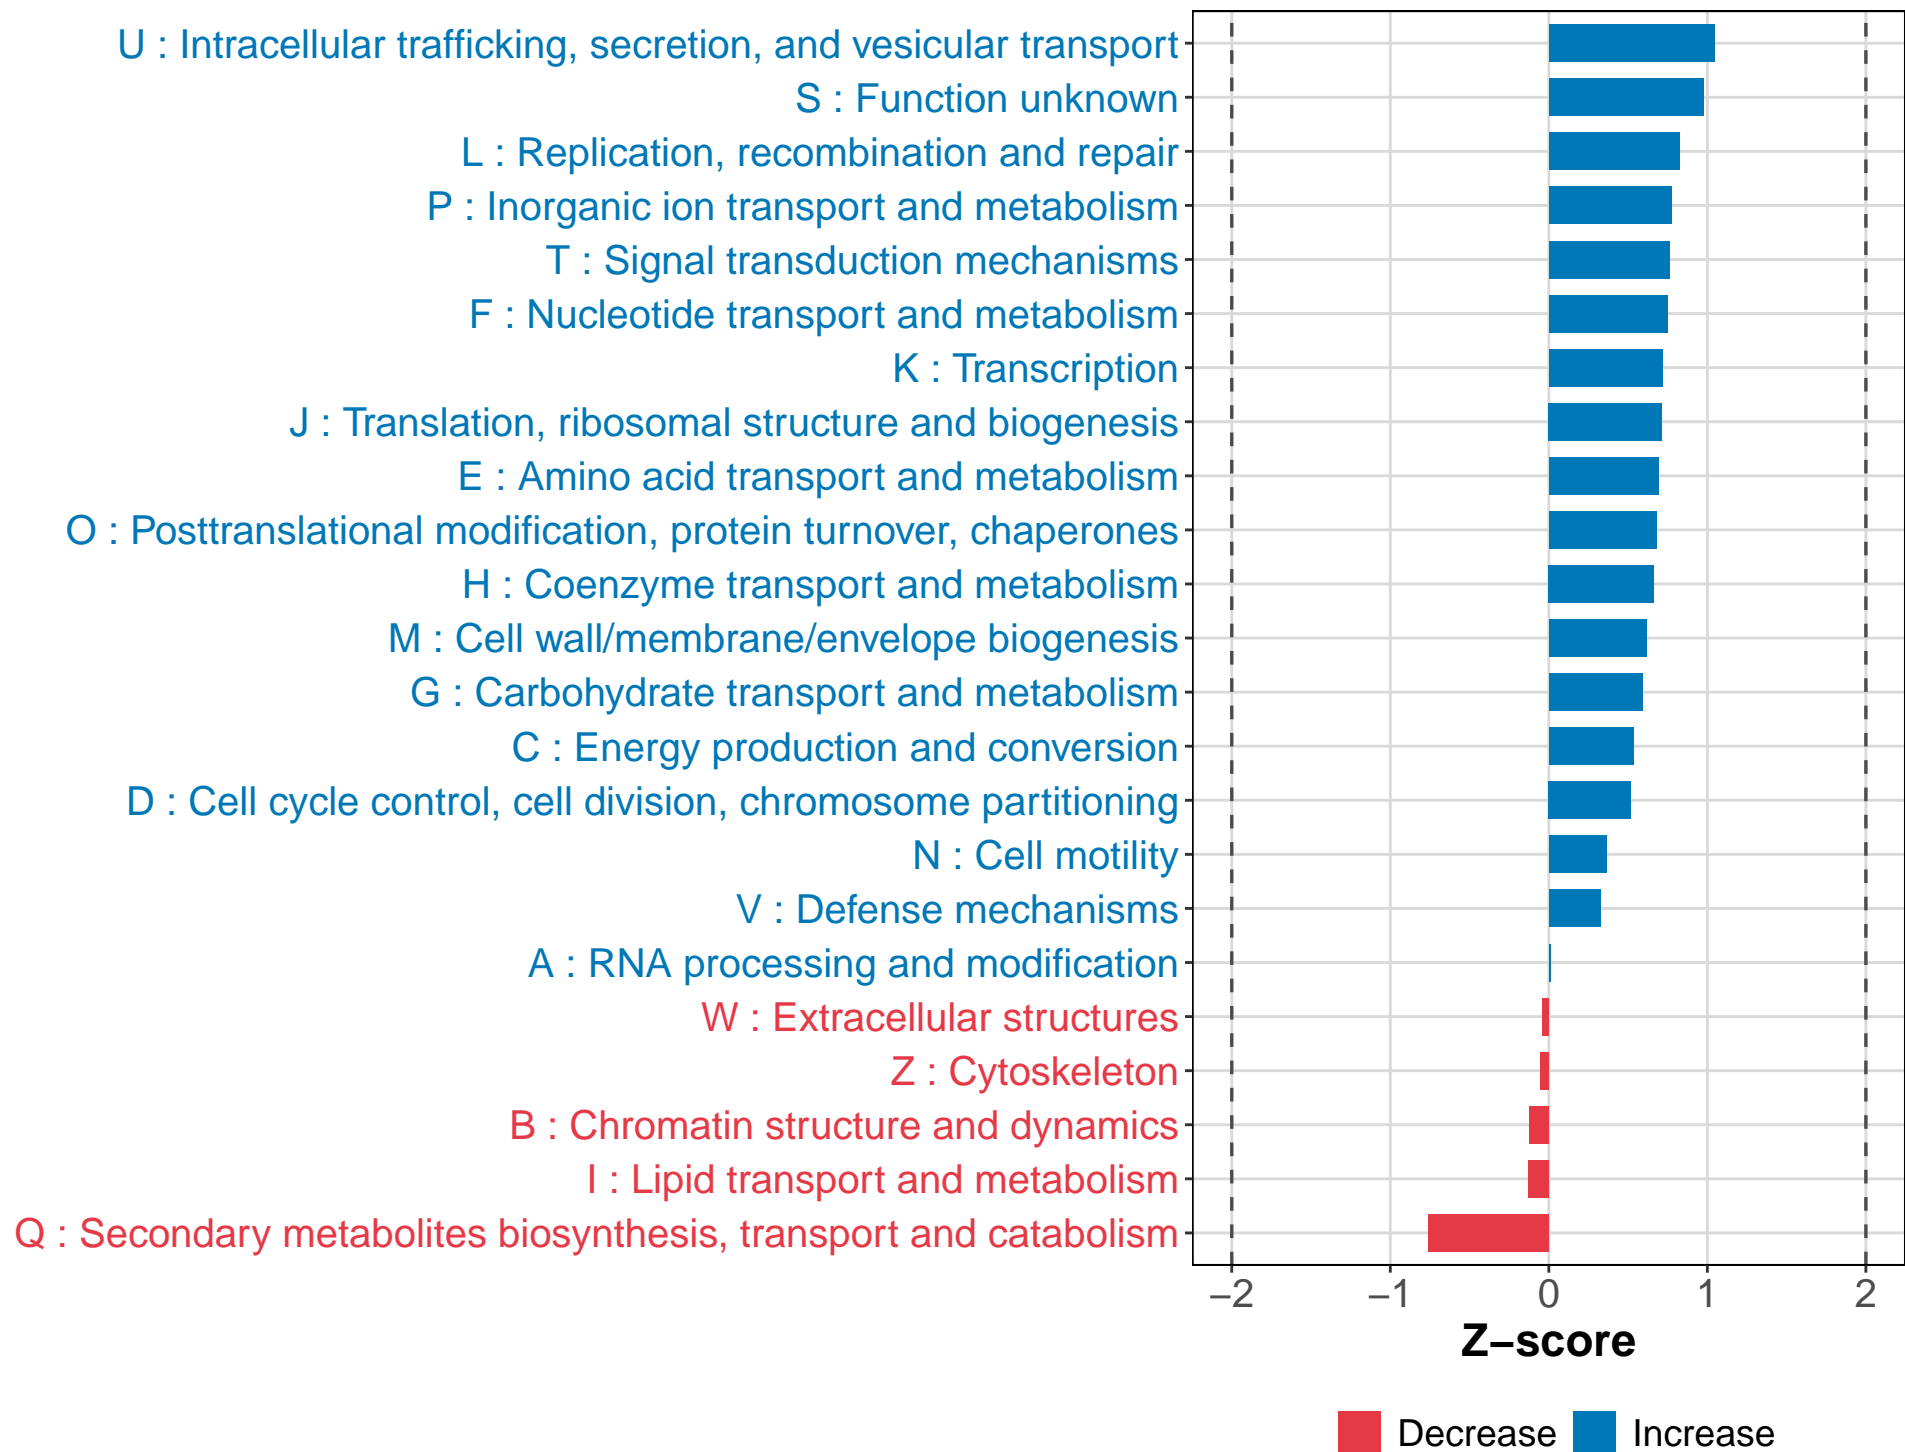 U : Intracellular trafficking, secretion, and vesicular transport
S : Function unknown
L : Replication, recombination and repair
P : Inorganic ion transport and metabolism
T : Signal transduction mechanisms
F : Nucleotide transport and metabolism
K : Transcription
J : Translation, ribosomal structure and biogenesis
E : Amino acid transport and metabolism
O : Posttranslational modification, protein turnover, chaperones
H : Coenzyme transport and metabolism
M : Cell wall/membrane/envelope biogenesis
G : Carbohydrate transport and metabolism
C : Energy production and conversion
D : Cell cycle control, cell division, chromosome partitioning
N : Cell motility
V : Defense mechanisms
A : RNA processing and modification
W : Extracellular structures
Z : Cytoskeleton
B : Chromatin structure and dynamics
I : Lipid transport and metabolism
Q : Secondary metabolites biosynthesis, transport and catabolism
−2 −1 0 1 2
Z−score
Decrease Increase